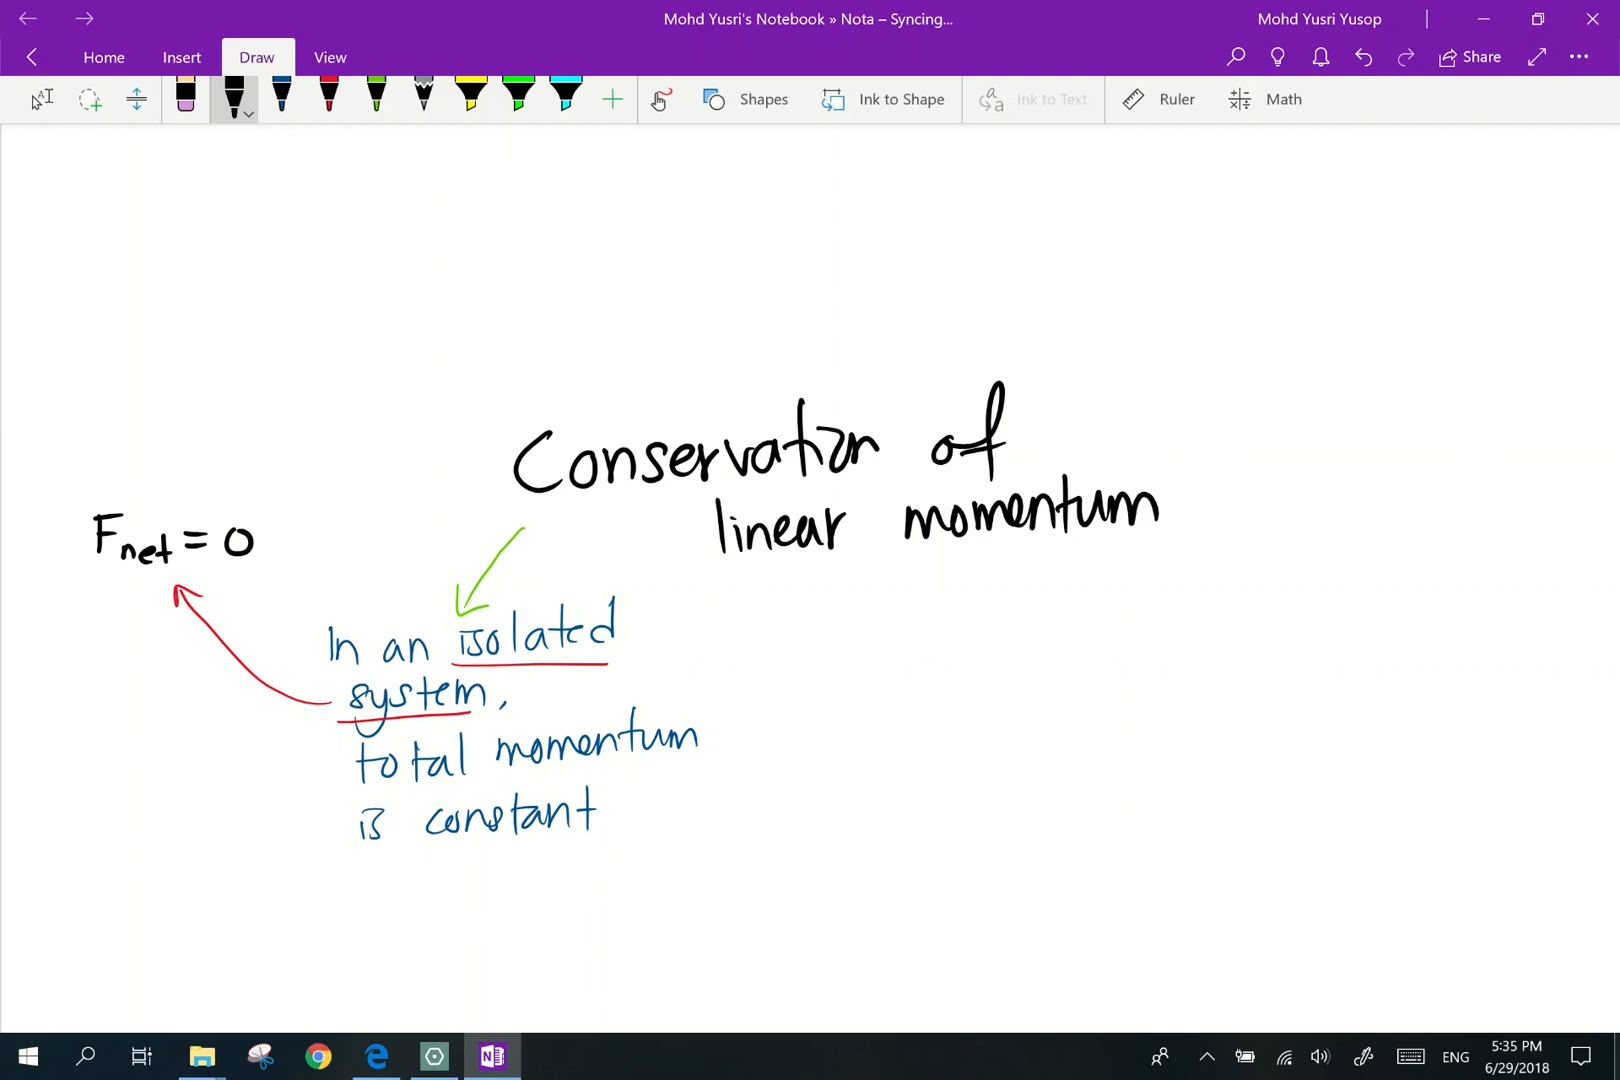 Mohd Yusri's Notebook » Nota – Syncing...
Mohd Yusri Yusop
Home Insert Draw View
Share
Shapes Ink to Shape Ink to Text Ruler Math
Conservation of
linear momentum
Fnet = 0
In an isolated
system,
total momentum
is constant
ENG
5:35 PM
6/29/2018